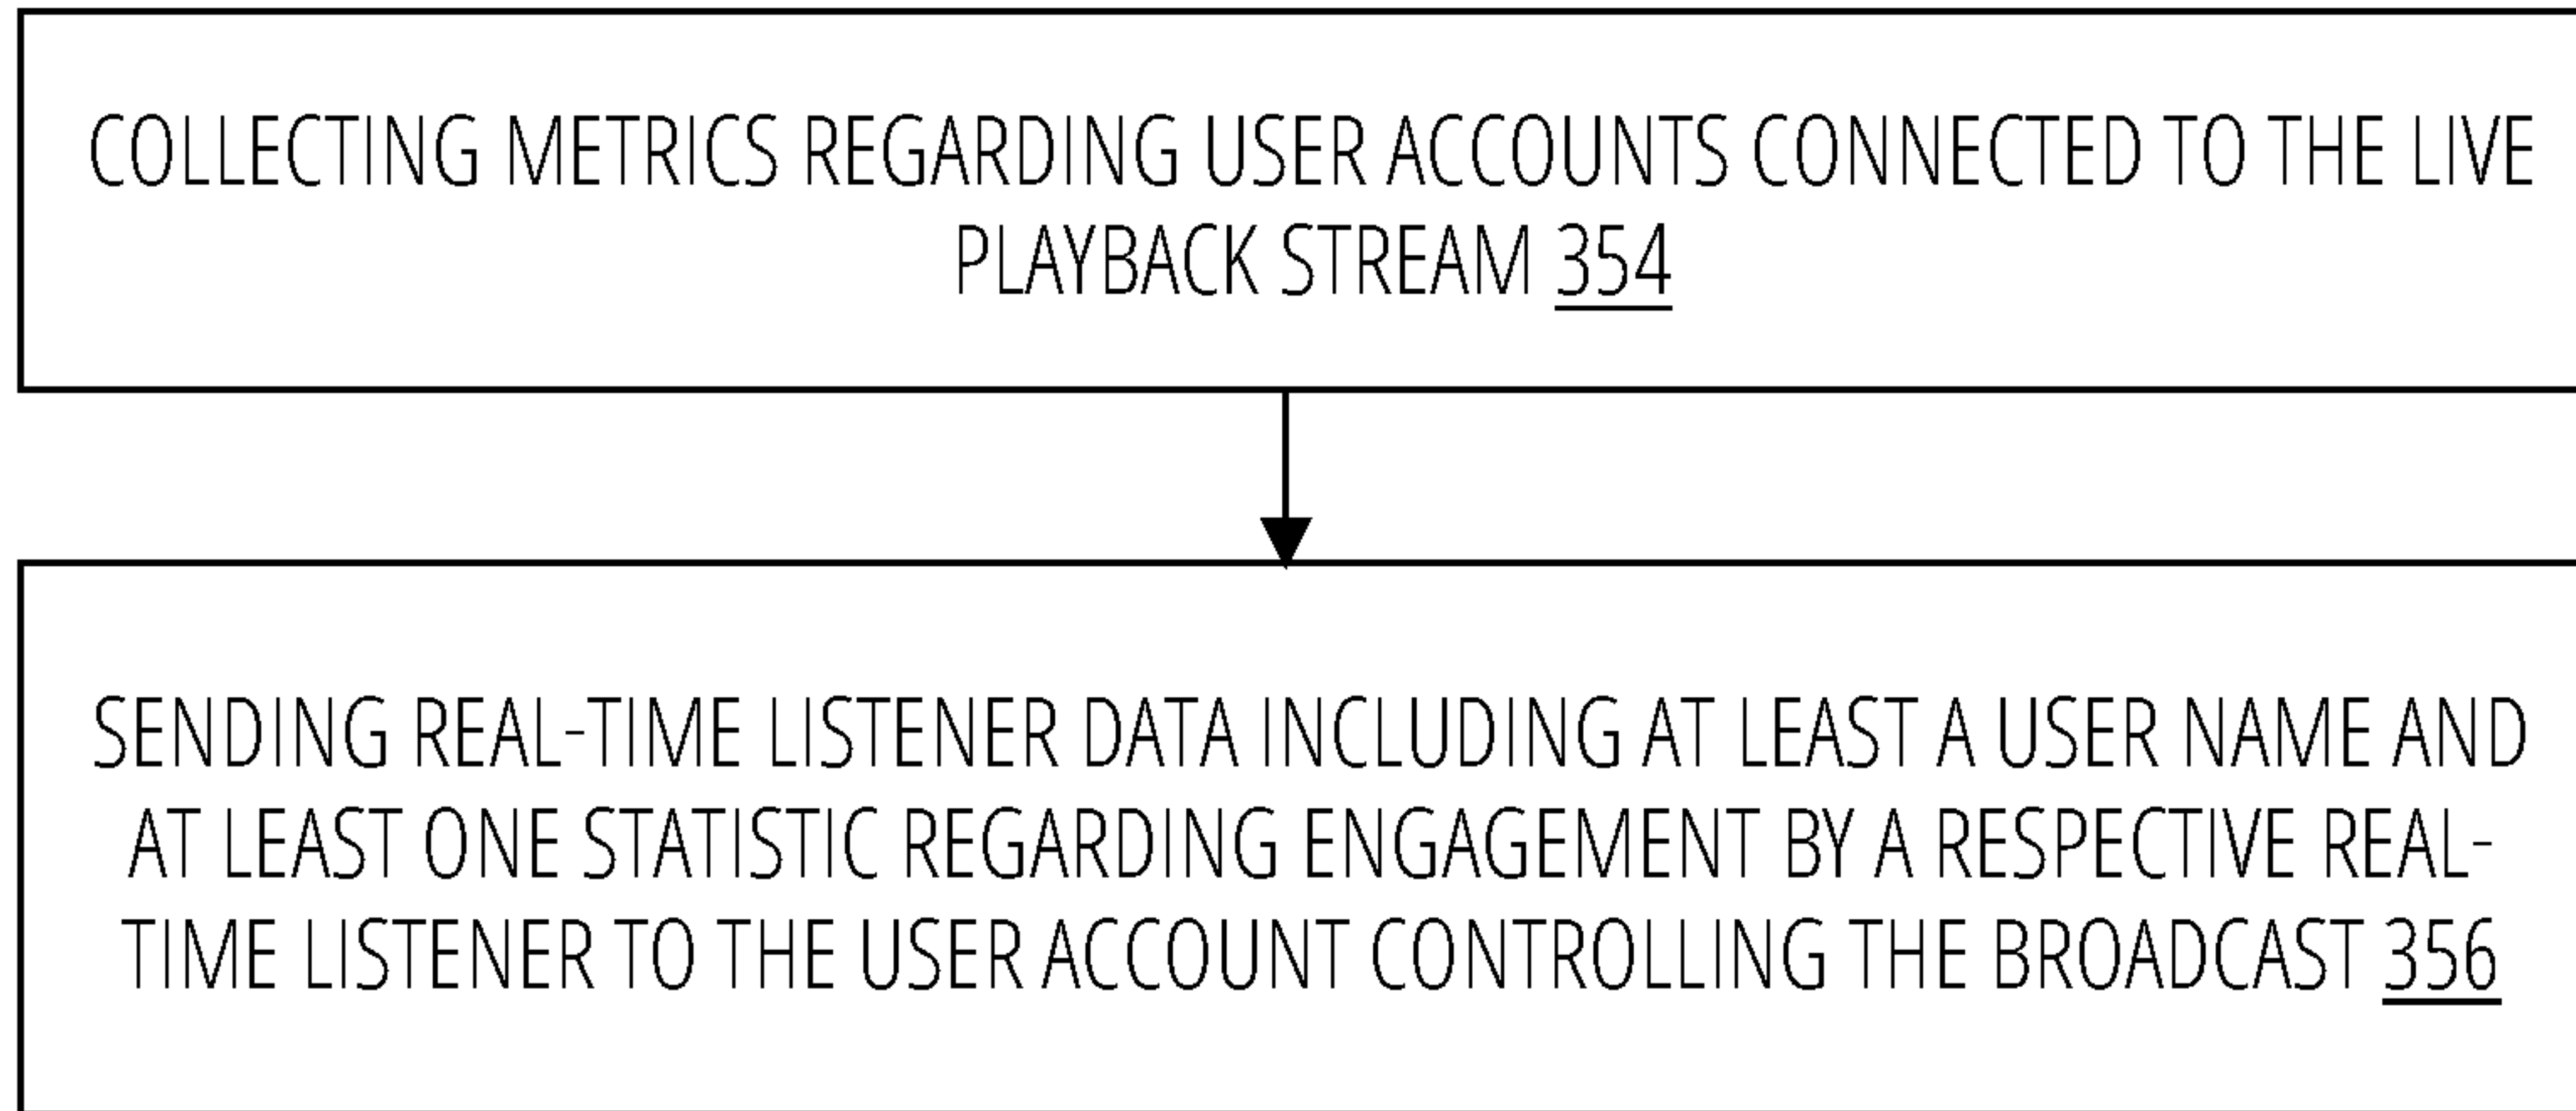 COLLECTING METRICS REGARDING USER ACCOUNTS CONNECTED TO THE LIVE
PLAYBACK STREAM 354
SENDING REAL-TIME LISTENER DATA INCLUDING AT LEAST A USER NAME AND
AT LEAST ONE STATISTIC REGARDING ENGAGEMENT BY A RESPECTIVE REAL-
TIME LISTENER TO THE USER ACCOUNT CONTROLLING THE BROADCAST 356